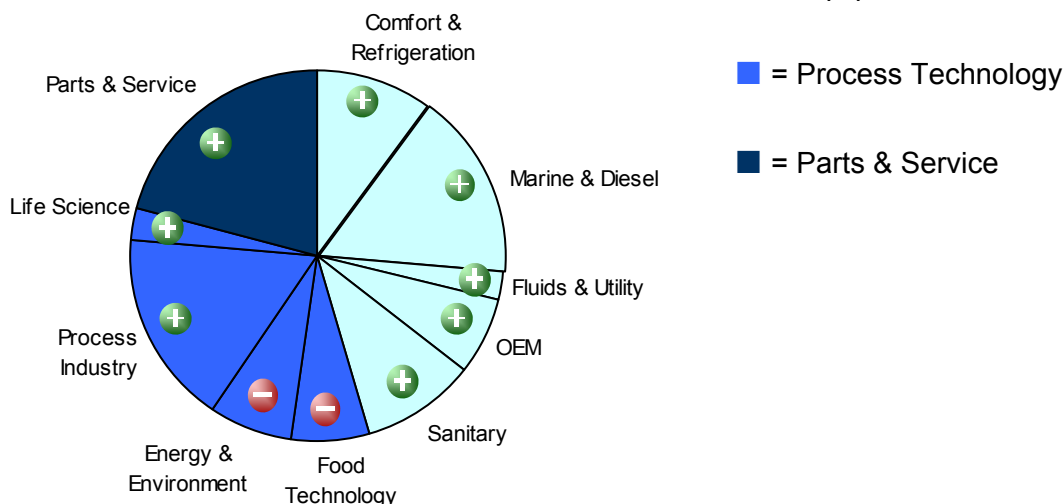 Comfort &
Refrigeration
Parts & Service
= Process Technology
= Parts & Service
Marine & Diesel
Life Science
Fluids & Utility
OEM
Process
Industry
Sanitary
Energy &
Environment
Food
Technology